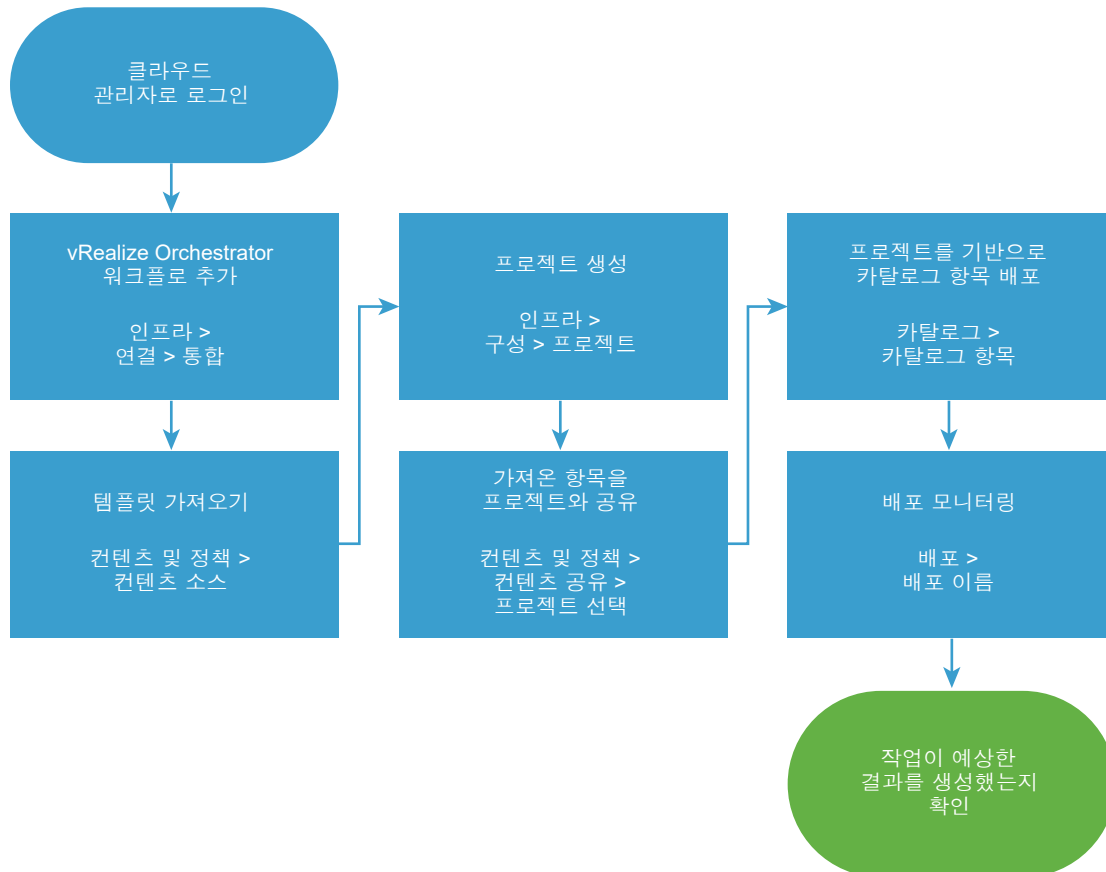 클라우드
관리자로 로그인
vRealize Orchestrator
워크플로 추가
인프라 >
연결 > 통합
템플릿 가져오기
컨텐츠 및 정책 >
컨텐츠 소스
프로젝트 생성
인프라 >
구성 > 프로젝트
가져온 항목을
프로젝트와 공유
컨텐츠 및 정책 >
컨텐츠 공유 >
프로젝트 선택
프로젝트를 기반으로
카탈로그 항목 배포
카탈로그 >
카탈로그 항목
배포 모니터링
배포 >
배포 이름
작업이 예상한
결과를 생성했는지
확인